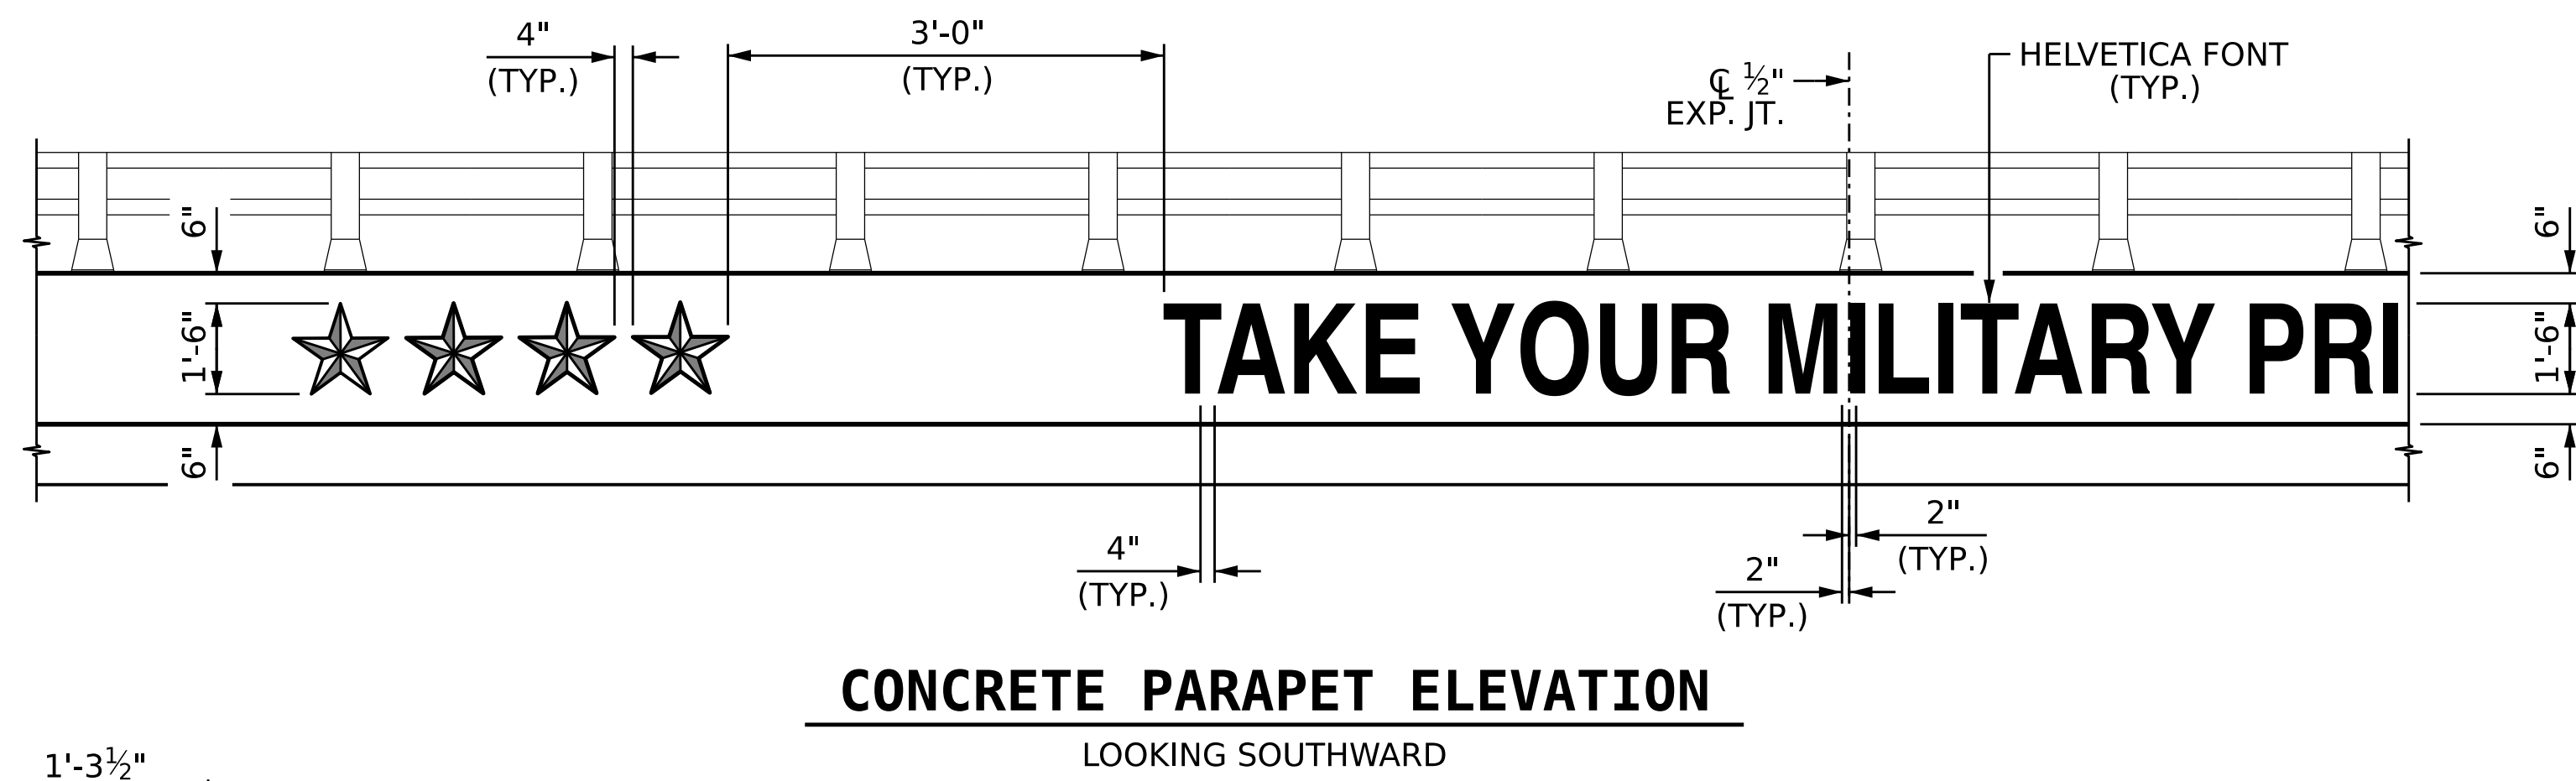 4"
(TYP.)
3'-0"
(TYP.)
℄ ½"
EXP. JT.
HELVETICA FONT
(TYP.)
6"
6"
1'-6"
TAKE YOUR MILITARY PRI
1'-6"
6"
6"
4"
(TYP.)
2"
(TYP.)
2"
(TYP.)
CONCRETE PARAPET ELEVATION
LOOKING SOUTHWARD
1'-3½"